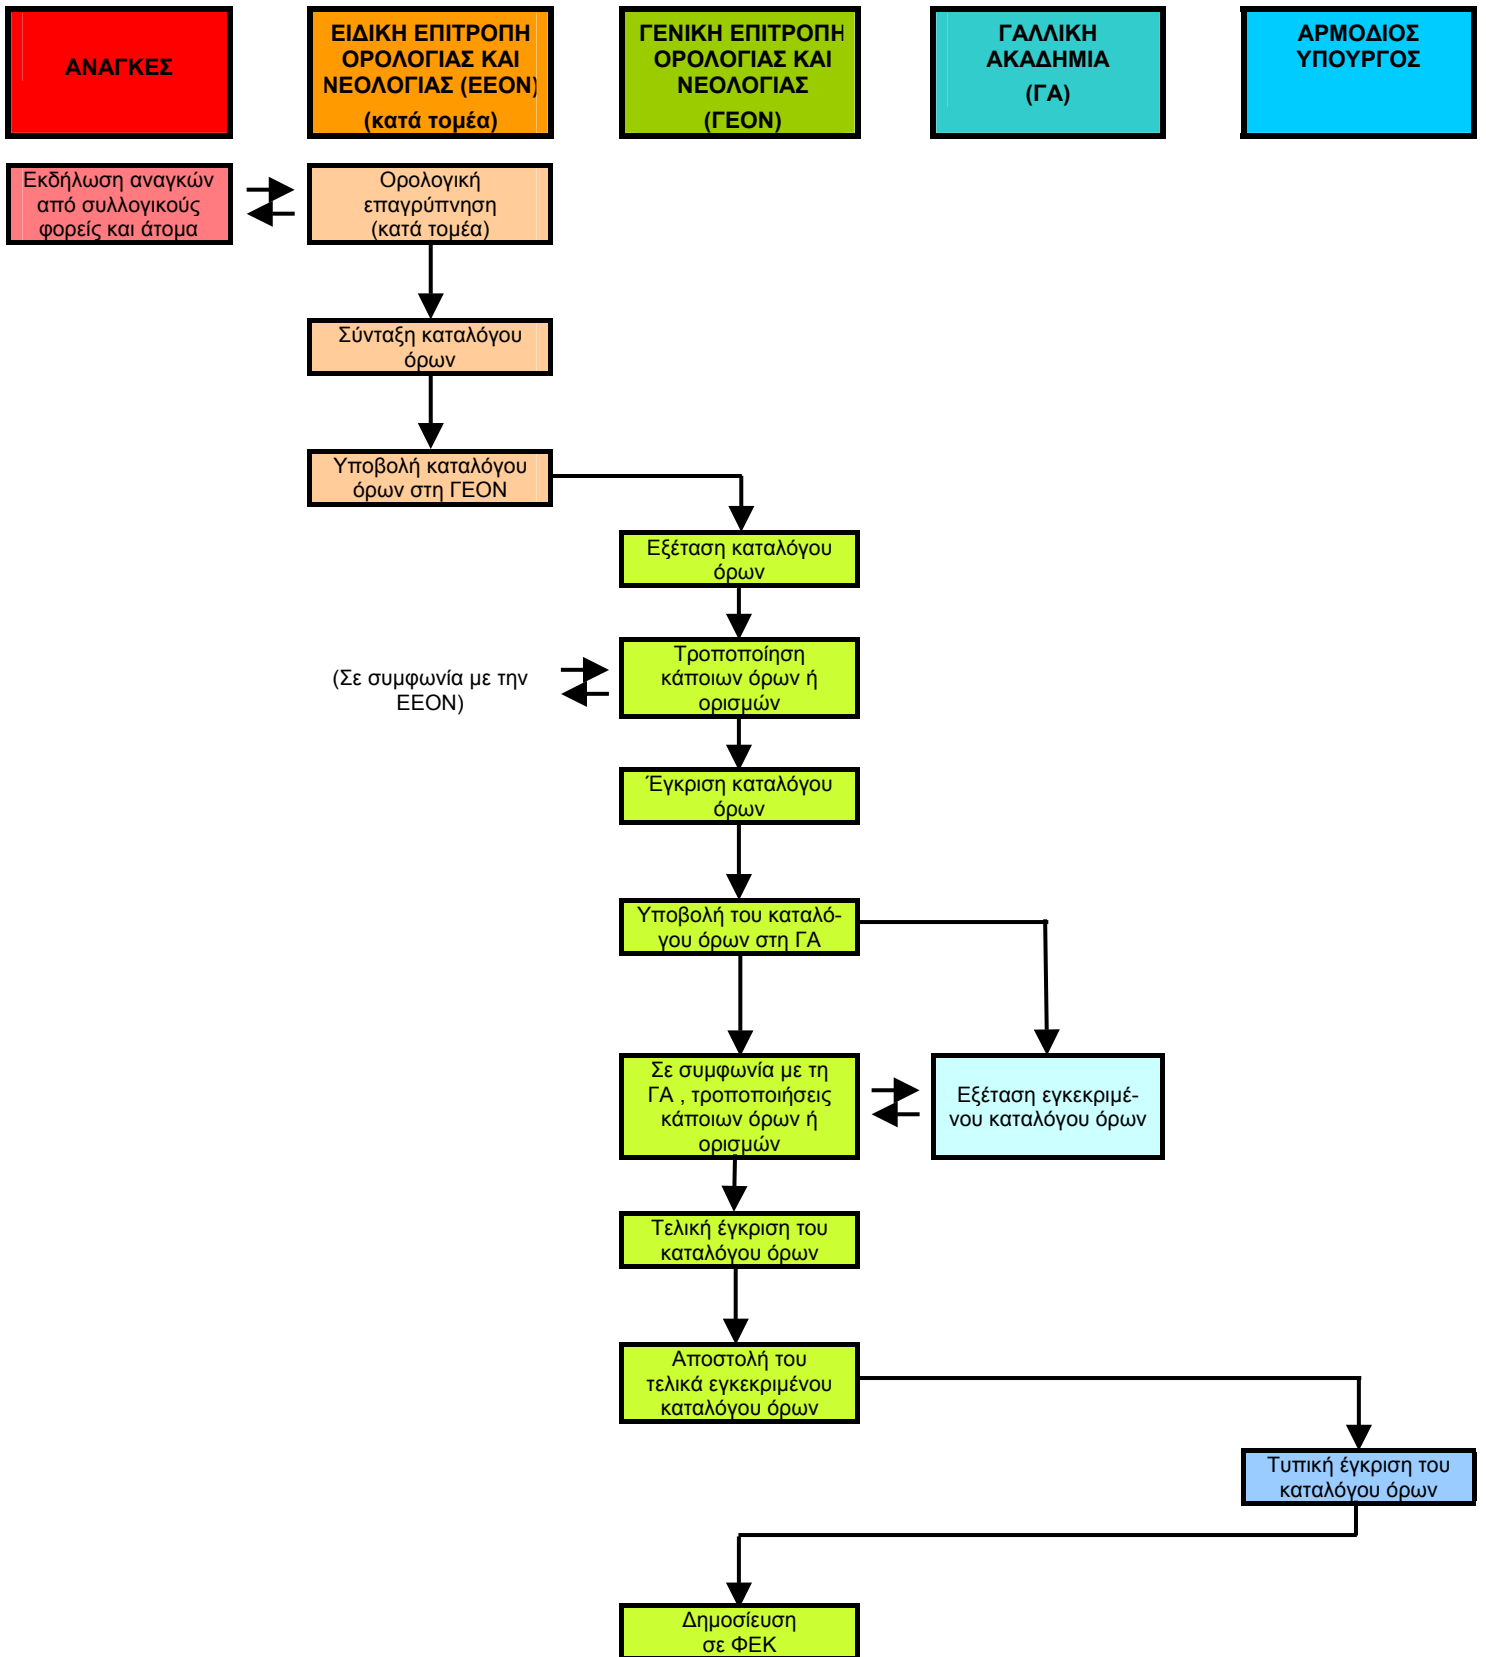 ΑΝΑΓΚΕΣ
ΕΙΔΙΚΗ ΕΠΙΤΡΟΠΗ
ΟΡΟΛΟΓΙΑΣ ΚΑΙ
ΝΕΟΛΟΓΙΑΣ (ΕΕΟΝ)
(κατά τομέα)
ΓΕΝΙΚΗ ΕΠΙΤΡΟΠΗ
ΟΡΟΛΟΓΙΑΣ ΚΑΙ
ΝΕΟΛΟΓΙΑΣ
(ΓΕΟΝ)
ΓΑΛΛΙΚΗ
ΑΚΑΔΗΜΙΑ
(ΓΑ)
ΑΡΜΟΔΙΟΣ
ΥΠΟΥΡΓΟΣ
Εκδήλωση αναγκών
από συλλογικούς
φορείς και άτομα
Ορολογική
επαγρύπνηση
(κατά τομέα)
Σύνταξη καταλόγου
όρων
Υποβολή καταλόγου
όρων στη ΓΕΟΝ
Εξέταση καταλόγου
όρων
(Σε συμφωνία με την
ΕΕΟΝ)
Τροποποίηση
κάποιων όρων ή
ορισμών
Έγκριση καταλόγου
όρων
Υποβολή του καταλό-
γου όρων στη ΓΑ
Σε συμφωνία με τη
ΓΑ , τροποποιήσεις
κάποιων όρων ή
ορισμών
Εξέταση εγκεκριμέ-
νου καταλόγου όρων
Τελική έγκριση του
καταλόγου όρων
Αποστολή του
τελικά εγκεκριμένου
καταλόγου όρων
Τυπική έγκριση του
καταλόγου όρων
Δημοσίευση
σε ΦΕΚ